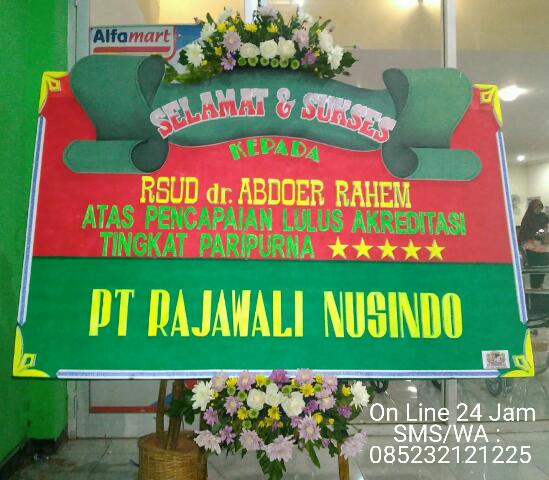 Alfamart
SELAMAT & SUKSES
KEPADA
RSUD dr. ABDOER RAHEM
ATAS PENCAPAIAN LULUS AKREDITASI
TINGKAT PARIPURNA ★★★★★
PT RAJAWALI NUSINDO
On Line 24 Jam
SMS/WA :
085232121225